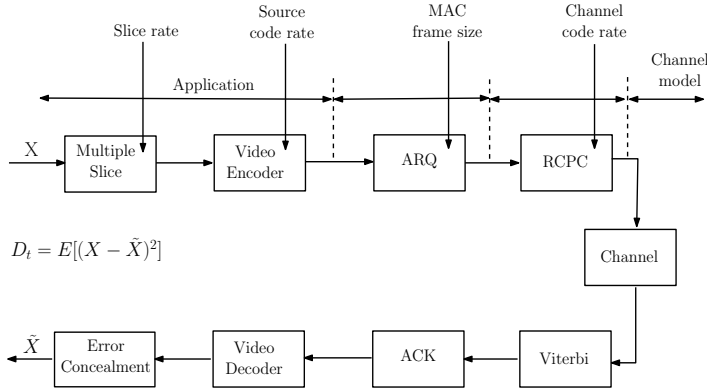 Slice rate
Source
code rate
MAC
frame size
Channel
code rate
Application
Channel
model
X
Multiple
Slice
Video
Encoder
ARQ
RCPC
D_t = E[(X − X̃)²]
Channel
X̃
Error
Concealment
Video
Decoder
ACK
Viterbi